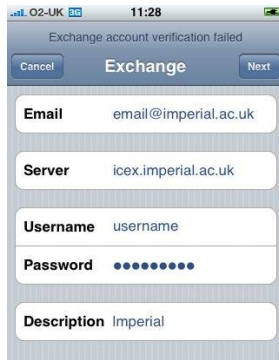 O2-UK 3G 11:28
Exchange account verification failed
Cancel Exchange Next
Email email@imperial.ac.uk
Server icex.imperial.ac.uk
Username username
Password ●●●●●●●●●
Description Imperial